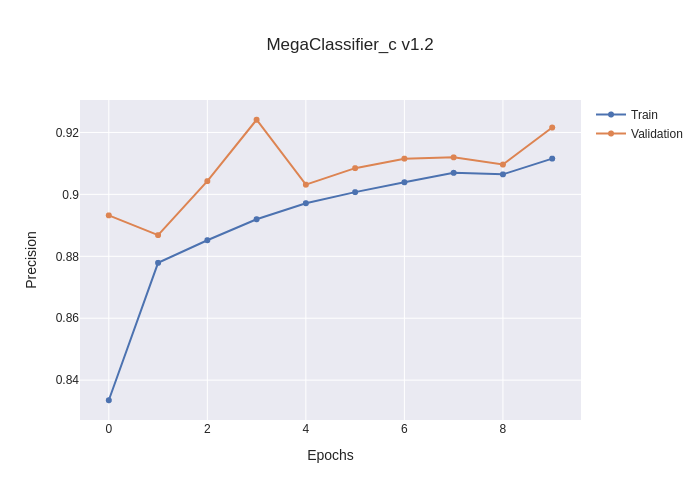 MegaClassifier_c v1.2
Train
Validation
Precision
0.92
0.9
0.88
0.86
0.84
0 2 4 6 8
Epochs